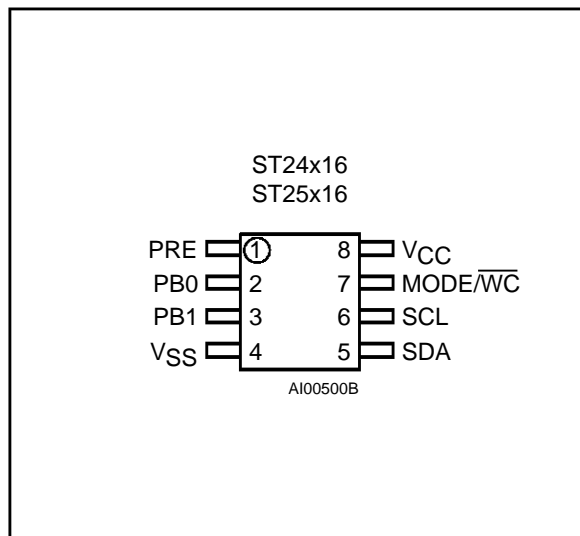 ST24x16
ST25x16
PRE 1 8 VCC
PB0 2 7 MODE/W̅C̅
PB1 3 6 SCL
VSS 4 5 SDA
AI00500B